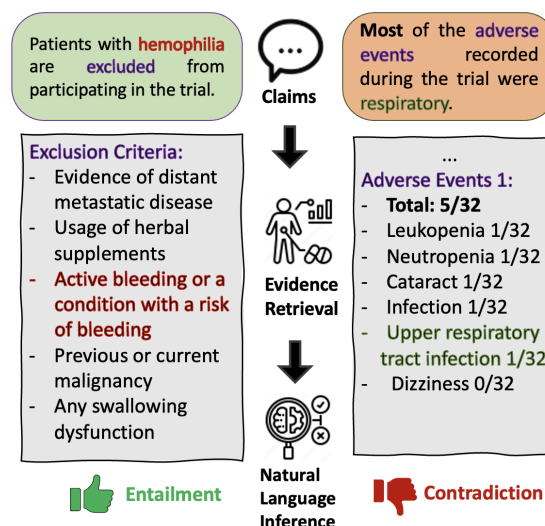 Patients with hemophilia
are excluded from
participating in the trial.
...
Claims
Most of the adverse
events recorded
during the trial were
respiratory.
Exclusion Criteria:
- Evidence of distant
metastatic disease
- Usage of herbal
supplements
- Active bleeding or a
condition with a risk
of bleeding
- Previous or current
malignancy
- Any swallowing
dysfunction
Evidence
Retrieval
...
Adverse Events 1:
- Total: 5/32
- Leukopenia 1/32
- Neutropenia 1/32
- Cataract 1/32
- Infection 1/32
- Upper respiratory
tract infection 1/32
- Dizziness 0/32
Entailment
Natural
Language
Inference
Contradiction